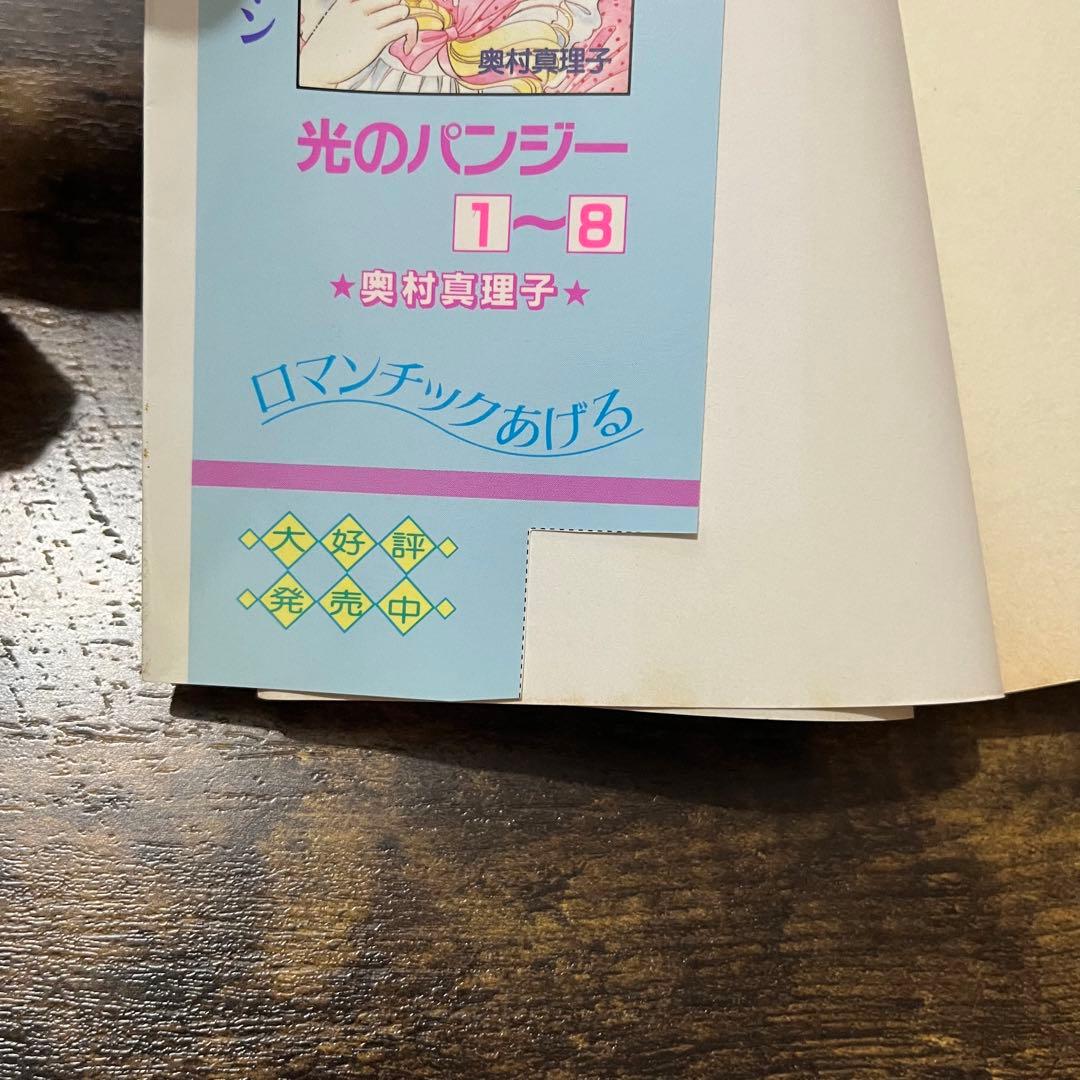 ン
奥村真理子
光のパンジー
1〜8
★奥村真理子★
ロマンチックあげる
大好評
発売中